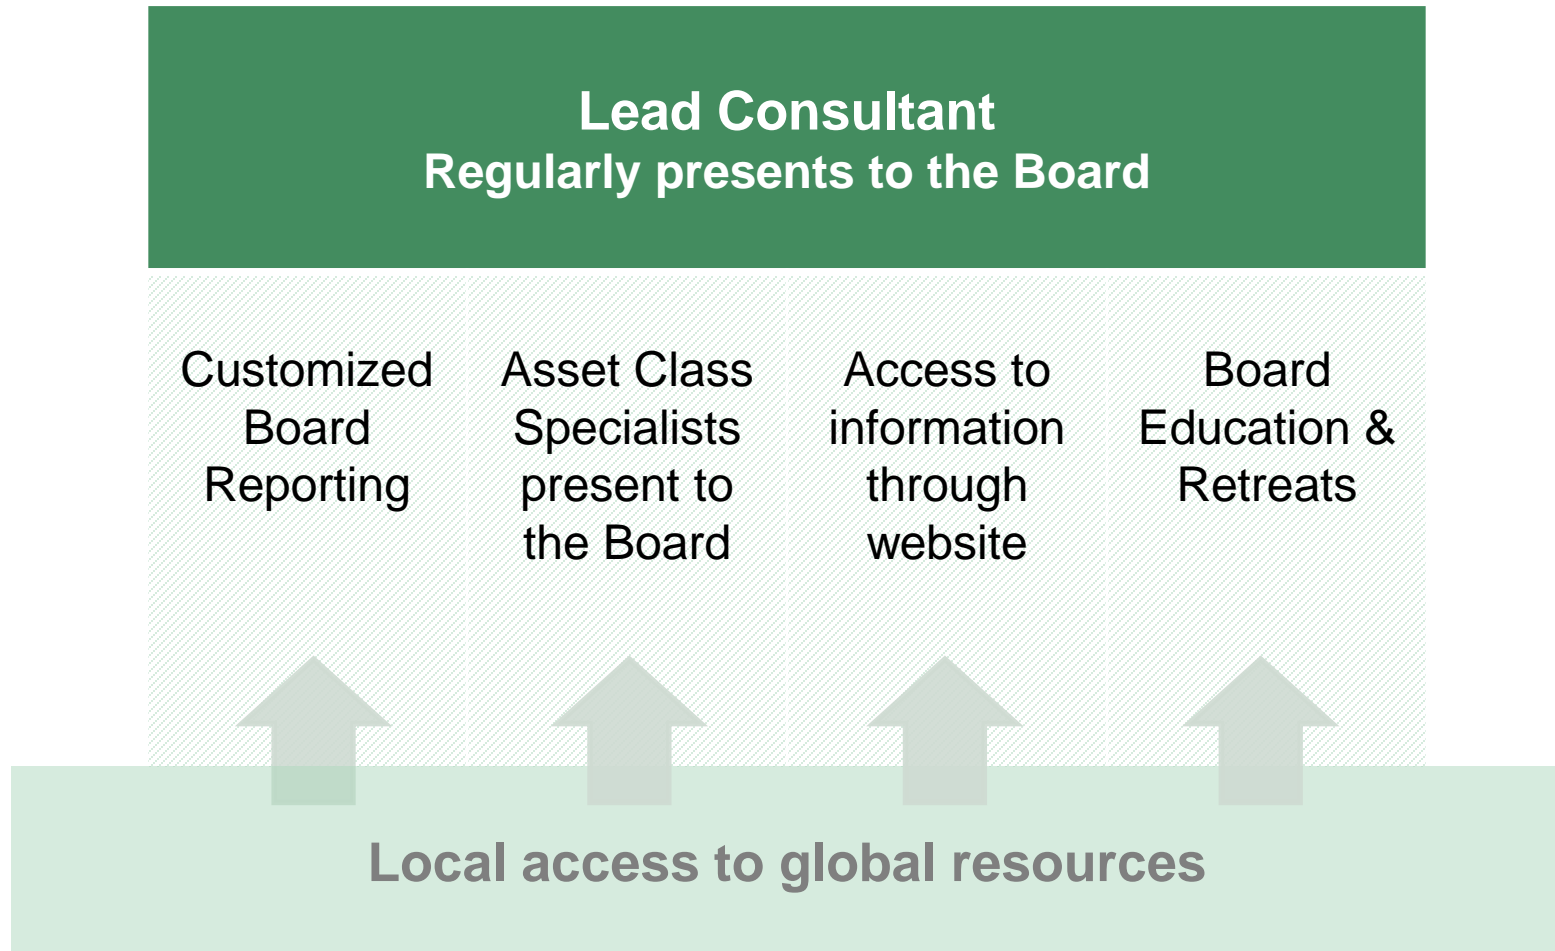 Lead Consultant
Regularly presents to the Board
Customized
Board
Reporting
Asset Class
Specialists
present to
the Board
Access to
information
through
website
Board
Education &
Retreats
Local access to global resources